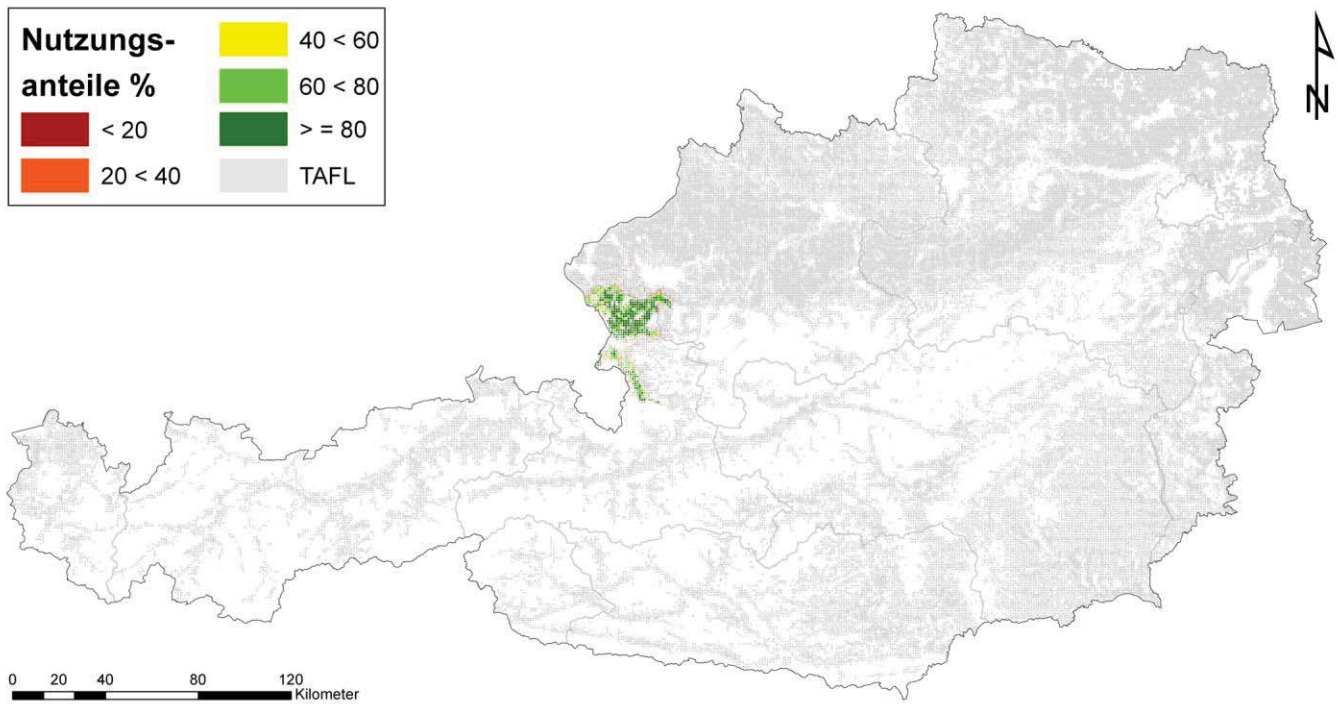 Nutzungs-
anteile %
< 20
20 < 40
40 < 60
60 < 80
> = 80
TAFL
N
0 20 40 80 120
Kilometer